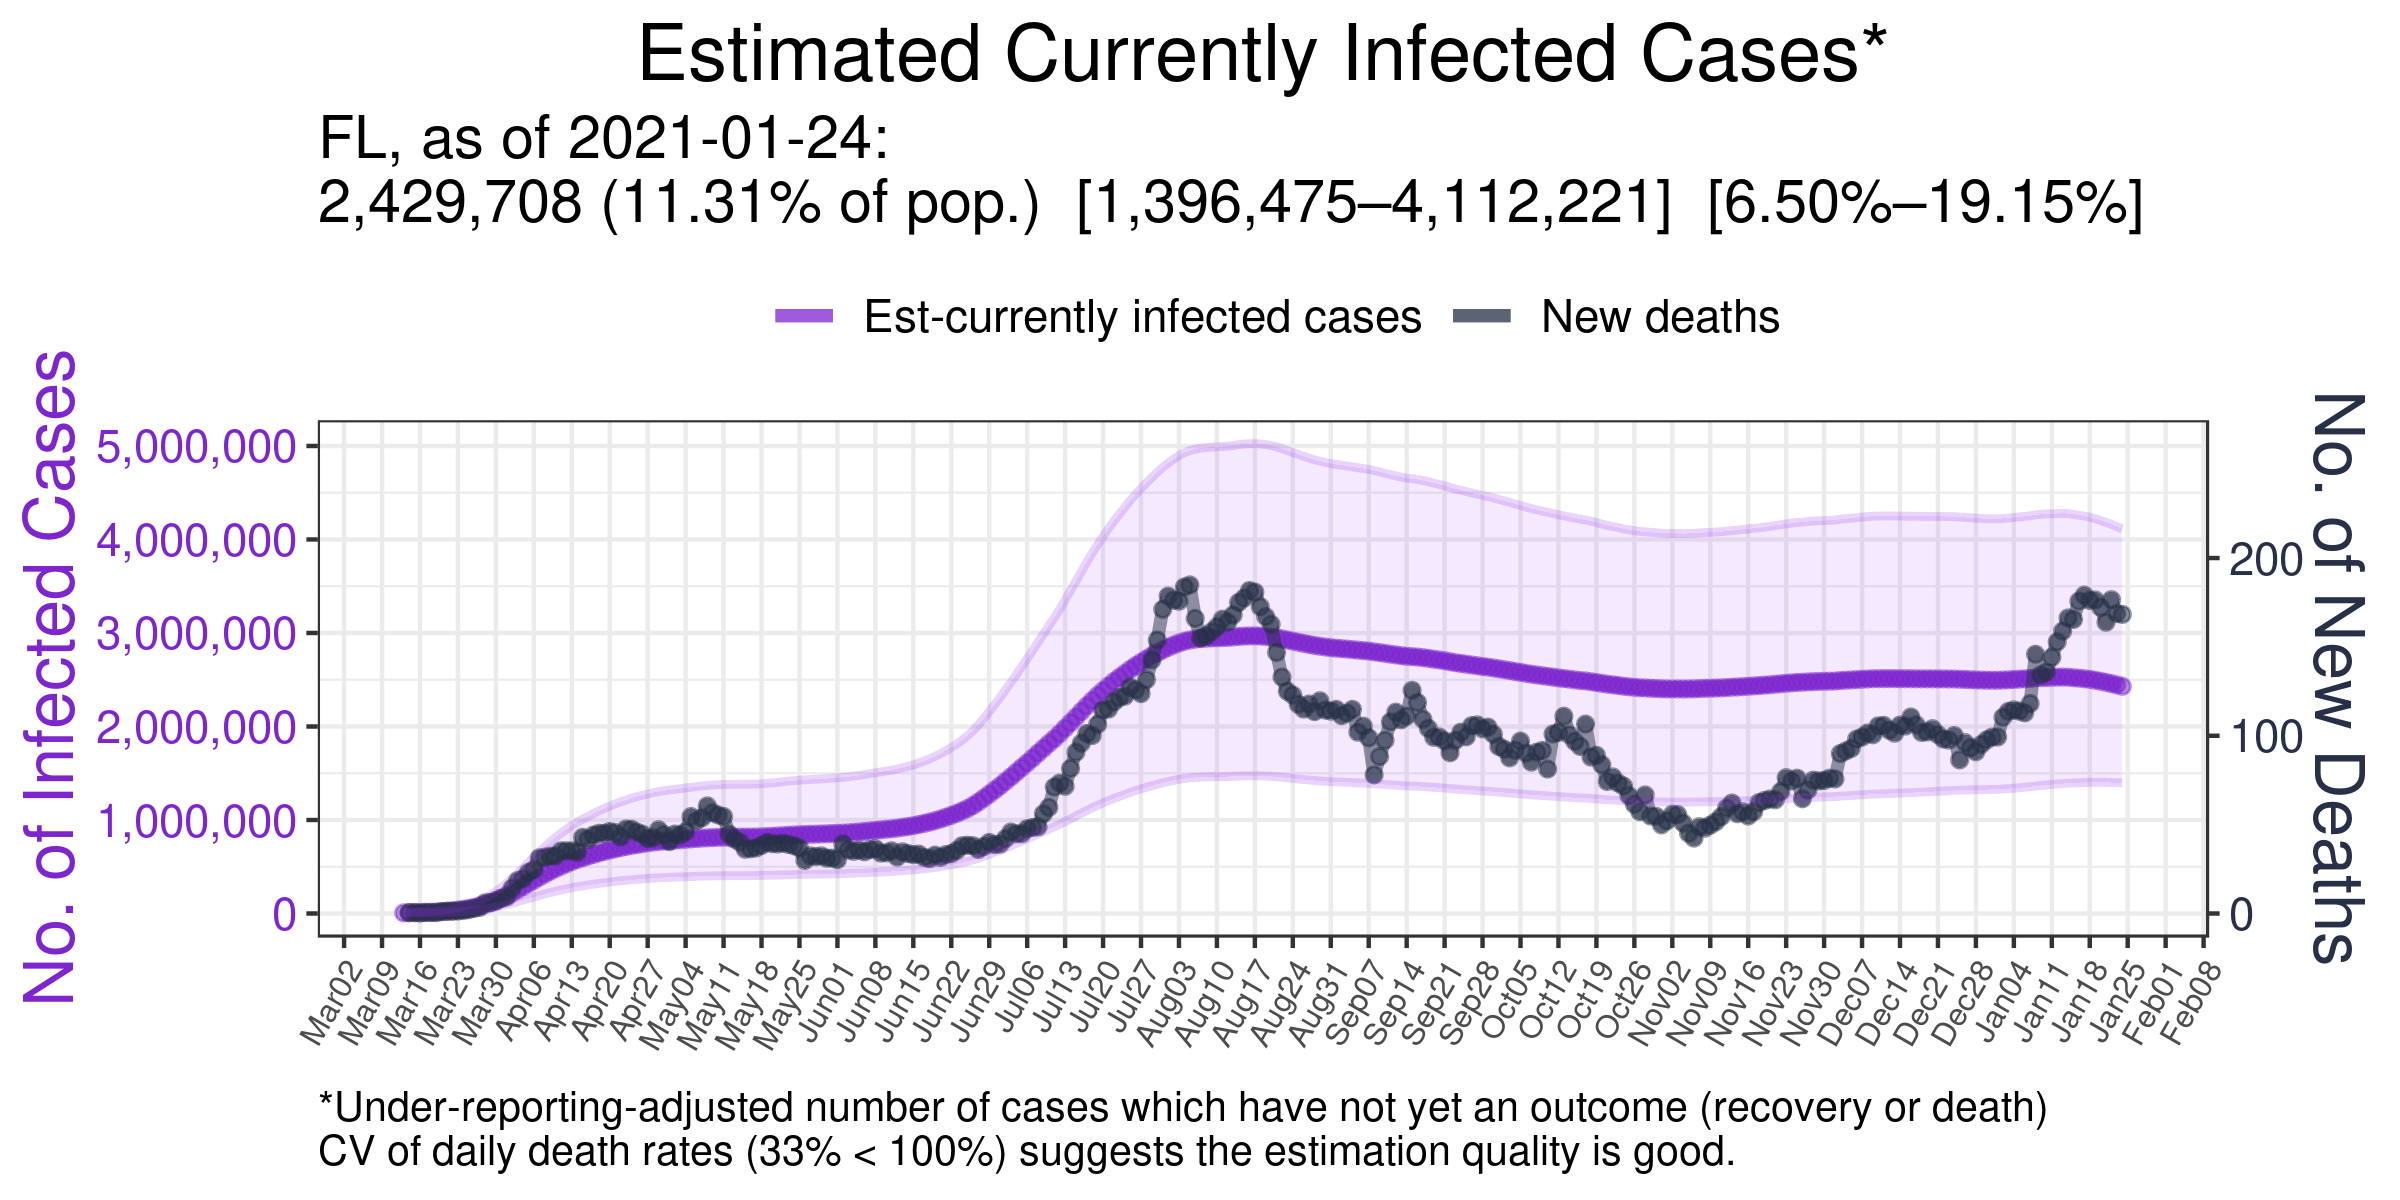 Estimated Currently Infected Cases*
FL, as of 2021-01-24:
2,429,708 (11.31% of pop.)  [1,396,475–4,112,221]  [6.50%–19.15%]
Est-currently infected cases
New deaths
No. of Infected Cases
5,000,000
4,000,000
3,000,000
2,000,000
1,000,000
0
200
100
0
No. of New Deaths
Mar02
Mar09
Mar16
Mar23
Mar30
Apr06
Apr13
Apr20
Apr27
May04
May11
May18
May25
Jun01
Jun08
Jun15
Jun22
Jun29
Jul06
Jul13
Jul20
Jul27
Aug03
Aug10
Aug17
Aug24
Aug31
Sep07
Sep14
Sep21
Sep28
Oct05
Oct12
Oct19
Oct26
Nov02
Nov09
Nov16
Nov23
Nov30
Dec07
Dec14
Dec21
Dec28
Jan04
Jan11
Jan18
Jan25
Feb01
Feb08
*Under-reporting-adjusted number of cases which have not yet an outcome (recovery or death)
CV of daily death rates (33% < 100%) suggests the estimation quality is good.